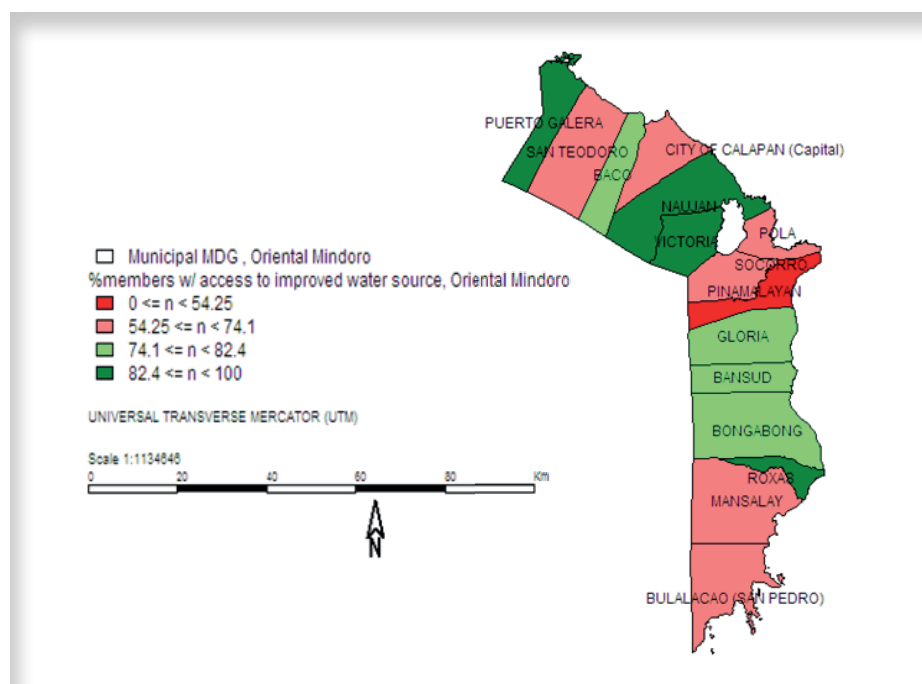 PUERTO GALERA
SAN TEODORO
CITY OF CALAPAN (Capital)
BACO
NAUJAN
VICTORIA
POLA
SOCORRO
PINAMALAYAN
GLORIA
BANSUD
BONGABONG
ROXAS
MANSALAY
BULALACAO (SAN PEDRO)
Municipal MDG , Oriental Mindoro
%members w/ access to improved water source, Oriental Mindoro
0 <= n < 54.25
54.25 <= n < 74.1
74.1 <= n < 82.4
82.4 <= n < 100
UNIVERSAL TRANSVERSE MERCATOR (UTM)
Scale 1:1134646
0 20 40 60 80 Km
N